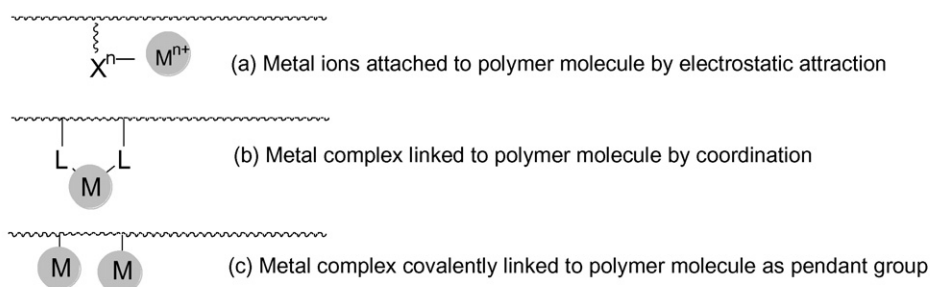 Xn— Mn+ (a) Metal ions attached to polymer molecule by electrostatic attraction
L L (b) Metal complex linked to polymer molecule by coordination
M
M M (c) Metal complex covalently linked to polymer molecule as pendant group